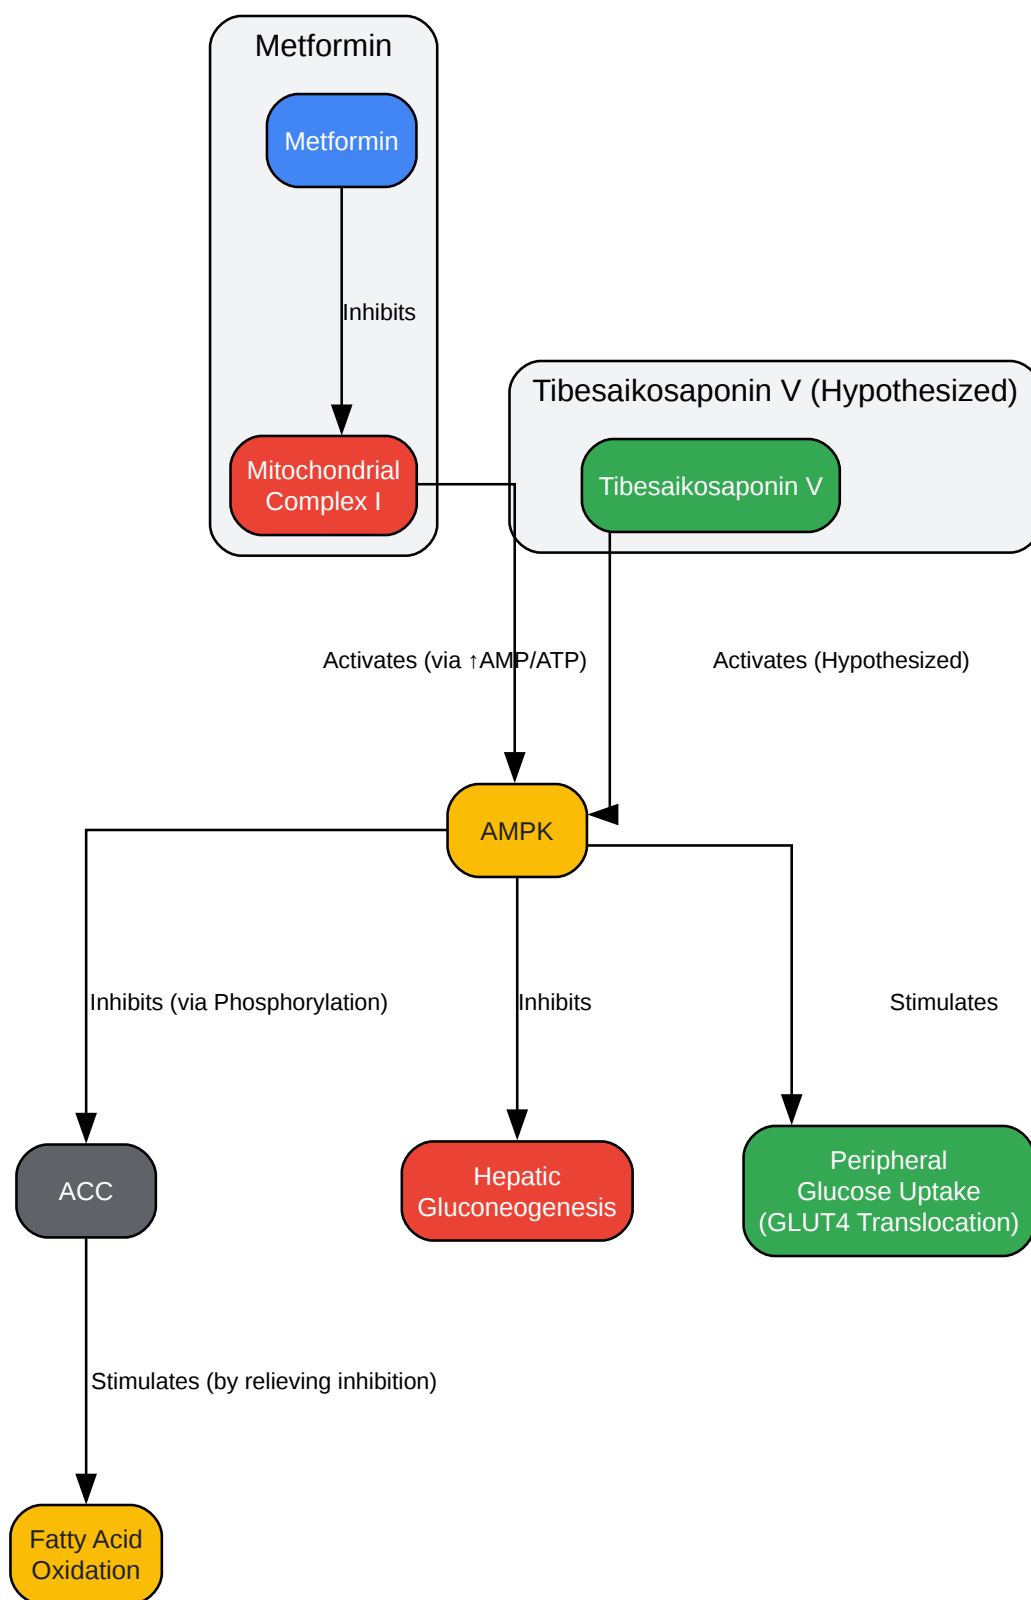 Metformin
Metformin
Inhibits
Tibesaikosaponin V (Hypothesized)
Mitochondrial
Complex I
Tibesaikosaponin V
Activates (via ↑AMP/ATP)
Activates (Hypothesized)
AMPK
Inhibits (via Phosphorylation)
Inhibits
Stimulates
ACC
Hepatic
Gluconeogenesis
Peripheral
Glucose Uptake
(GLUT4 Translocation)
Stimulates (by relieving inhibition)
Fatty Acid
Oxidation